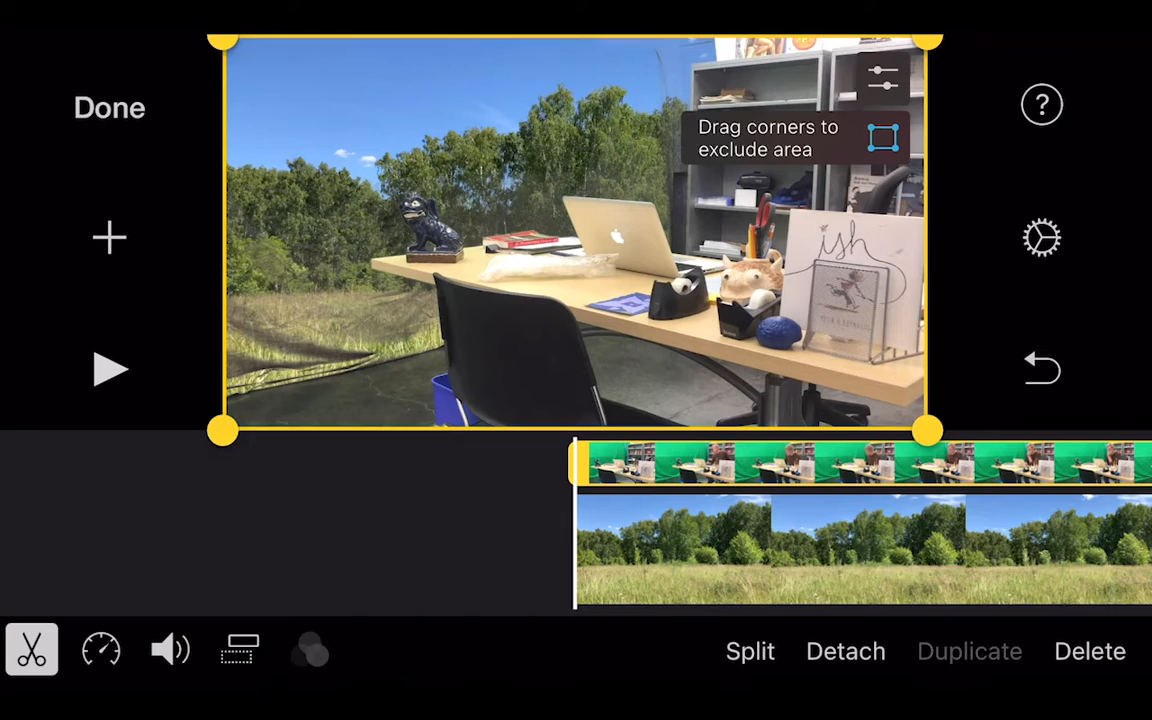 Done
Drag corners to
exclude area
?
ish
Split
Detach
Duplicate
Delete